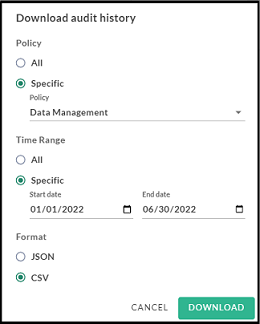 Download audit history
Policy
All
Specific
Policy
Data Management
Time Range
All
Specific
Start date End date
01/01/2022 06/30/2022
Format
JSON
CSV
CANCEL DOWNLOAD